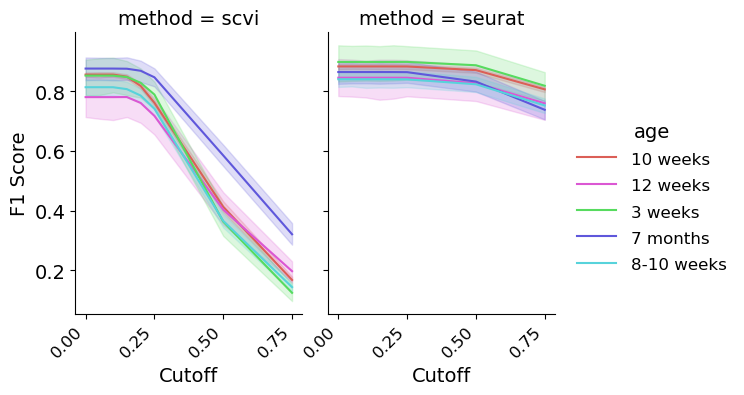 method = scvi
method = seurat
F1 Score
0.8
0.6
0.4
0.2
0.00
0.25
0.50
0.75
Cutoff
0.00
0.25
0.50
0.75
Cutoff
age
10 weeks
12 weeks
3 weeks
7 months
8-10 weeks